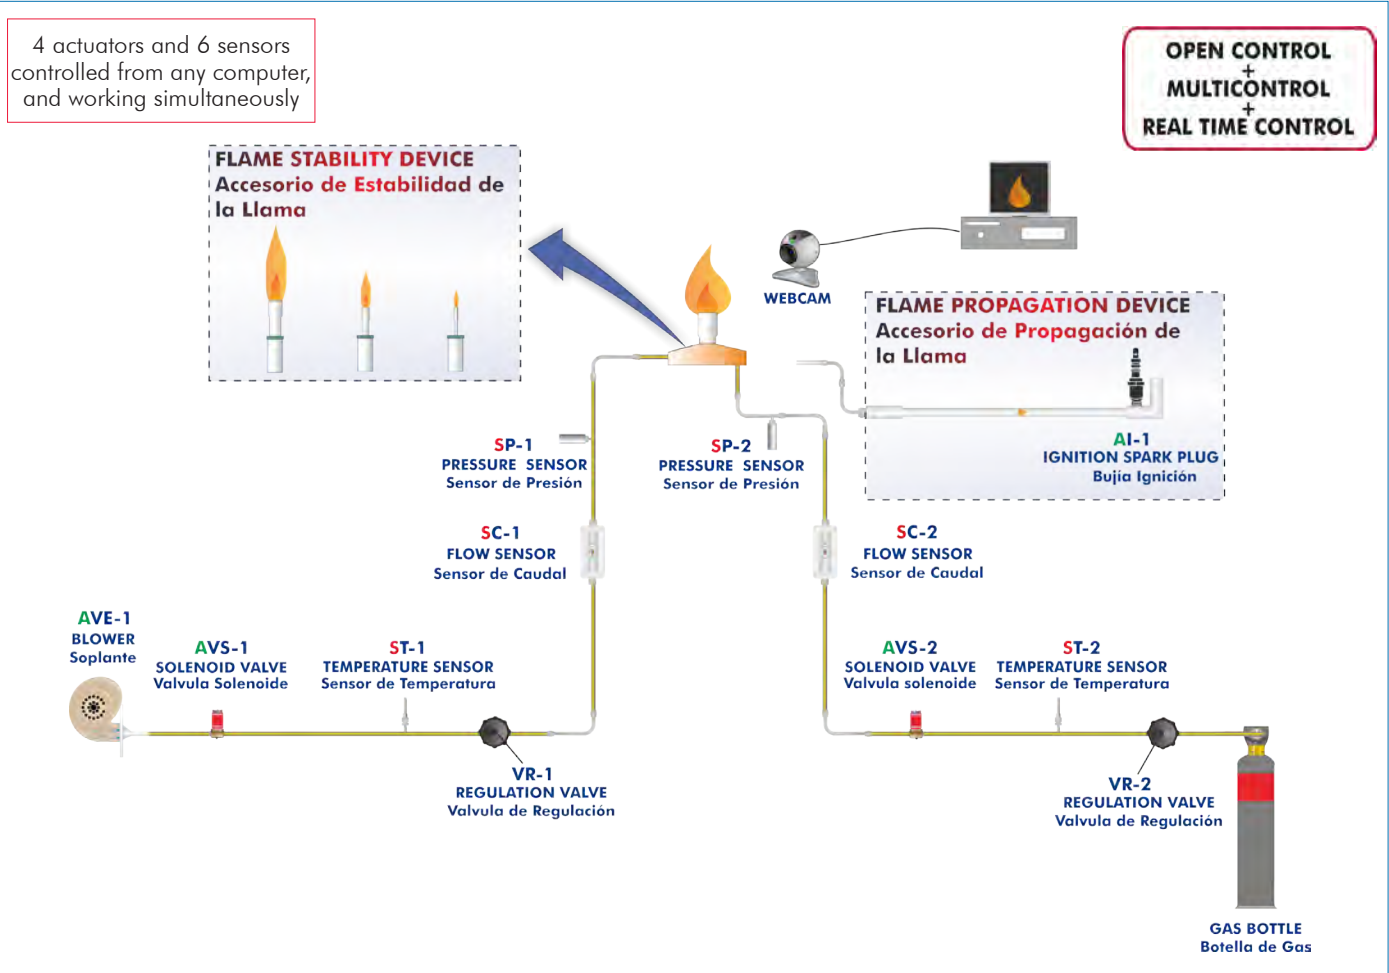 4 actuators and 6 sensors
controlled from any computer,
and working simultaneously
OPEN CONTROL
+
MULTICONTROL
+
REAL TIME CONTROL
FLAME STABILITY DEVICE
Accesorio de Estabilidad de
la Llama
WEBCAM
FLAME PROPAGATION DEVICE
Accesorio de Propagación de
la Llama
AI-1
IGNITION SPARK PLUG
Bujía Ignición
SP-1
PRESSURE SENSOR
Sensor de Presión
SP-2
PRESSURE SENSOR
Sensor de Presión
SC-1
FLOW SENSOR
Sensor de Caudal
SC-2
FLOW SENSOR
Sensor de Caudal
AVE-1
BLOWER
Soplante
AVS-1
SOLENOID VALVE
Valvula Solenoide
ST-1
TEMPERATURE SENSOR
Sensor de Temperatura
AVS-2
SOLENOID VALVE
Valvula solenoide
ST-2
TEMPERATURE SENSOR
Sensor de Temperatura
VR-1
REGULATION VALVE
Valvula de Regulación
VR-2
REGULATION VALVE
Valvula de Regulación
GAS BOTTLE
Botella de Gas